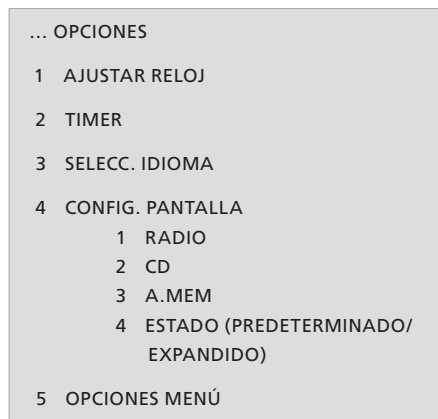 ... OPCIONES
1 AJUSTAR RELOJ
2 TIMER
3 SELECC. IDIOMA
4 CONFIG. PANTALLA
1 RADIO
2 CD
3 A.MEM
4 ESTADO (PREDETERMINADO/
EXPANDIDO)
5 OPCIONES MENÚ